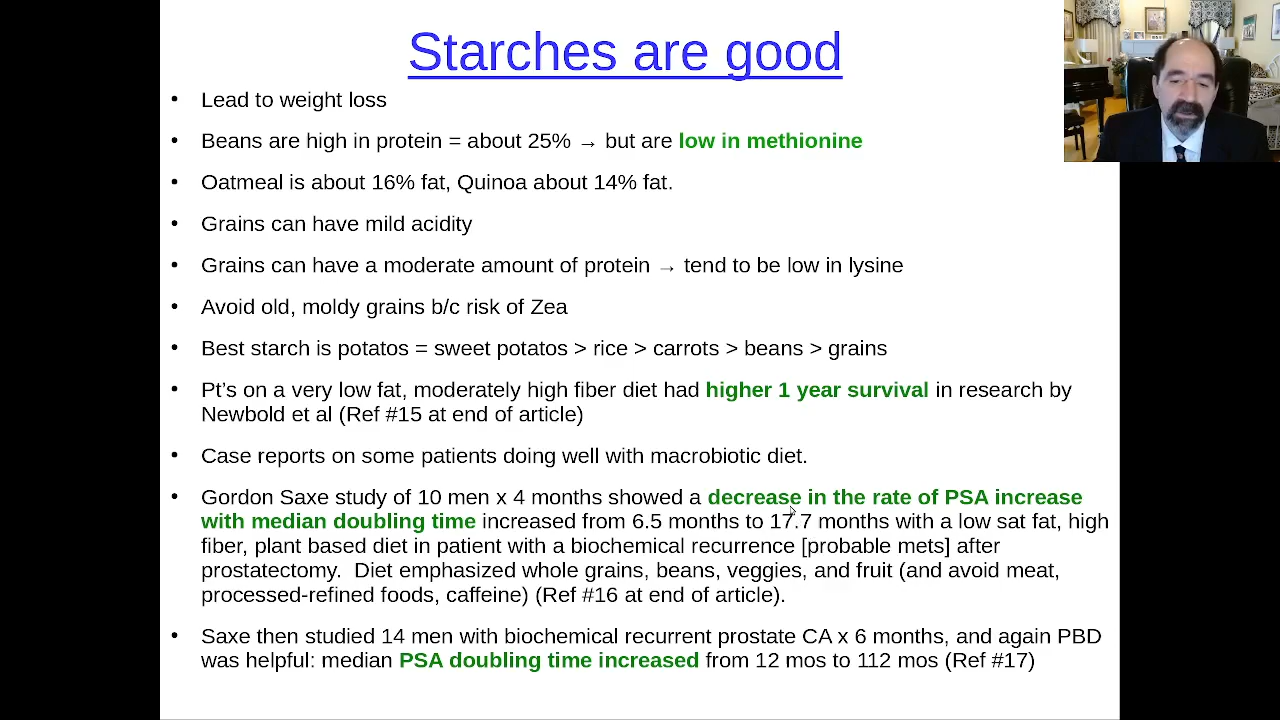 Starches are good
• Lead to weight loss
• Beans are high in protein = about 25% → but are low in methionine
• Oatmeal is about 16% fat, Quinoa about 14% fat.
• Grains can have mild acidity
• Grains can have a moderate amount of protein → tend to be low in lysine
• Avoid old, moldy grains b/c risk of Zea
• Best starch is potatos = sweet potatos > rice > carrots > beans > grains
• Pt's on a very low fat, moderately high fiber diet had higher 1 year survival in research by
Newbold et al (Ref #15 at end of article)
• Case reports on some patients doing well with macrobiotic diet.
• Gordon Saxe study of 10 men x 4 months showed a decrease in the rate of PSA increase
with median doubling time increased from 6.5 months to 17.7 months with a low sat fat, high
fiber, plant based diet in patient with a biochemical recurrence [probable mets] after
prostatectomy.  Diet emphasized whole grains, beans, veggies, and fruit (and avoid meat,
processed-refined foods, caffeine) (Ref #16 at end of article).
• Saxe then studied 14 men with biochemical recurrent prostate CA x 6 months, and again PBD
was helpful: median PSA doubling time increased from 12 mos to 112 mos (Ref #17)